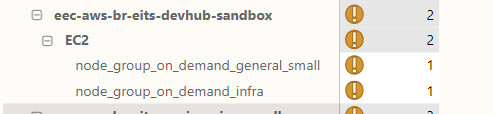 eec-aws-br-eits-devhub-sandbox 2
EC2 2
node_group_on_demand_general_small 1
node_group_on_demand_infra 1